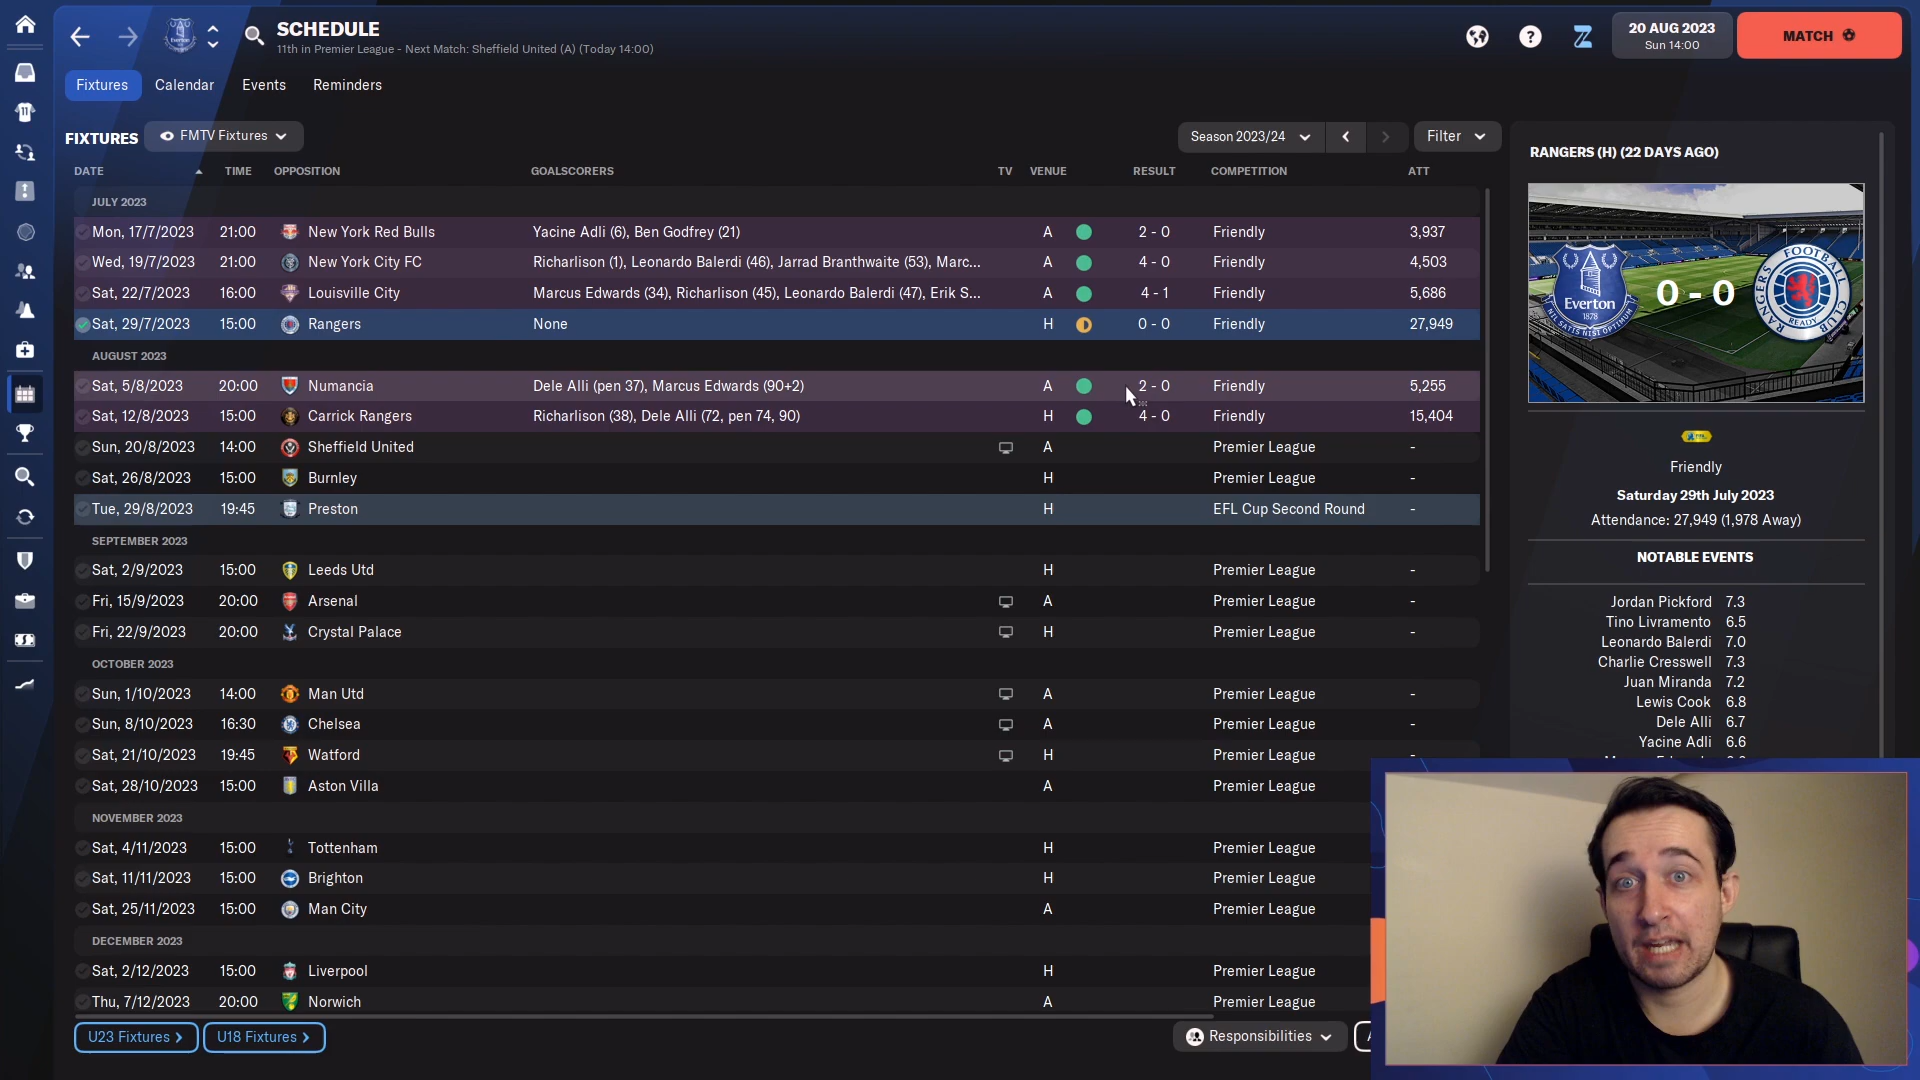 SCHEDULE
11th in Premier League - Next Match: Sheffield United (A) (Today 14:00)
20 AUG 2023
Sun 14:00
MATCH
Fixtures Calendar Events Reminders
FIXTURES FMTV Fixtures Season 2023/24 Filter
DATE TIME OPPOSITION GOALSCORERS TV VENUE RESULT COMPETITION ATT
JULY 2023
Mon, 17/7/2023 21:00 New York Red Bulls Yacine Adli (6), Ben Godfrey (21) A 2 - 0 Friendly 3,937
Wed, 19/7/2023 21:00 New York City FC Richarlison (1), Leonardo Balerdi (46), Jarrad Branthwaite (53), Marc... A 4 - 0 Friendly 4,503
Sat, 22/7/2023 16:00 Louisville City Marcus Edwards (34), Richarlison (45), Leonardo Balerdi (47), Erik S... A 4 - 1 Friendly 5,686
Sat, 29/7/2023 15:00 Rangers None H 0 - 0 Friendly 27,949
AUGUST 2023
Sat, 5/8/2023 20:00 Numancia Dele Alli (pen 37), Marcus Edwards (90+2) A 2 - 0 Friendly 5,255
Sat, 12/8/2023 15:00 Carrick Rangers Richarlison (38), Dele Alli (72, pen 74, 90) H 4 - 0 Friendly 15,404
Sun, 20/8/2023 14:00 Sheffield United A Premier League -
Sat, 26/8/2023 15:00 Burnley H Premier League -
Tue, 29/8/2023 19:45 Preston H EFL Cup Second Round -
SEPTEMBER 2023
Sat, 2/9/2023 15:00 Leeds Utd H Premier League -
Fri, 15/9/2023 20:00 Arsenal A Premier League -
Fri, 22/9/2023 20:00 Crystal Palace H Premier League -
OCTOBER 2023
Sun, 1/10/2023 14:00 Man Utd A Premier League -
Sun, 8/10/2023 16:30 Chelsea A Premier League -
Sat, 21/10/2023 19:45 Watford H Premier League -
Sat, 28/10/2023 15:00 Aston Villa A Premier League
NOVEMBER 2023
Sat, 4/11/2023 15:00 Tottenham H Premier League
Sat, 11/11/2023 15:00 Brighton H Premier League
Sat, 25/11/2023 15:00 Man City A Premier League
DECEMBER 2023
Sat, 2/12/2023 15:00 Liverpool H Premier League
Thu, 7/12/2023 20:00 Norwich A Premier League
U23 Fixtures U18 Fixtures Responsibilities
RANGERS (H) (22 DAYS AGO)
Everton
1878
NIL SATIS NISI OPTIMUM
0 - 0
RANGERS FOOTBALL CLUB
READY
Friendly
Saturday 29th July 2023
Attendance: 27,949 (1,978 Away)
NOTABLE EVENTS
Jordan Pickford 7.3
Tino Livramento 6.5
Leonardo Balerdi 7.0
Charlie Cresswell 7.3
Juan Miranda 7.2
Lewis Cook 6.8
Dele Alli 6.7
Yacine Adli 6.6